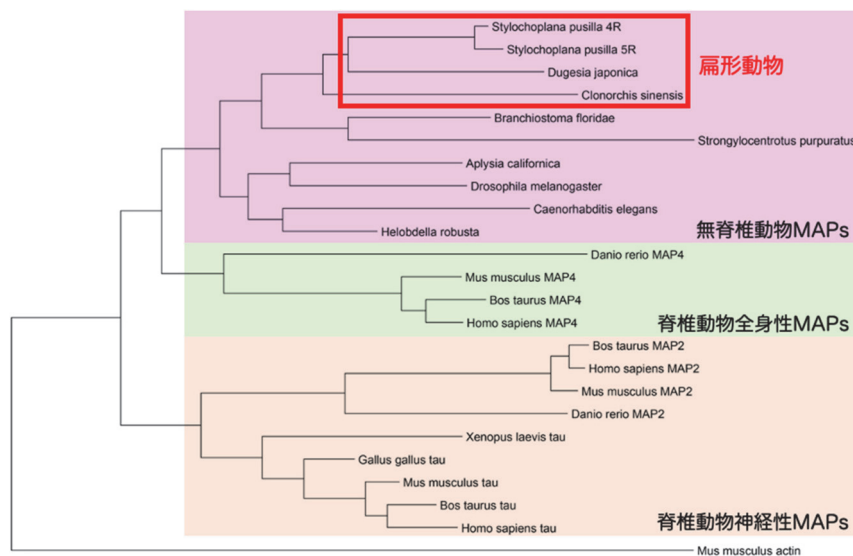 Stylochoplana pusilla 4R
Stylochoplana pusilla 5R
扁形動物
Dugesia japonica
Clonorchis sinensis
Branchiostoma floridae
Strongylocentrotus purpuratus
Aplysia californica
Drosophila melanogaster
Caenorhabditis elegans
Helobdella robusta
無脊椎動物MAPs
Danio rerio MAP4
Mus musculus MAP4
Bos taurus MAP4
Homo sapiens MAP4
脊椎動物全身性MAPs
Bos taurus MAP2
Homo sapiens MAP2
Mus musculus MAP2
Danio rerio MAP2
Xenopus laevis tau
Gallus gallus tau
Mus musculus tau
Bos taurus tau
Homo sapiens tau
脊椎動物神経性MAPs
Mus musculus actin